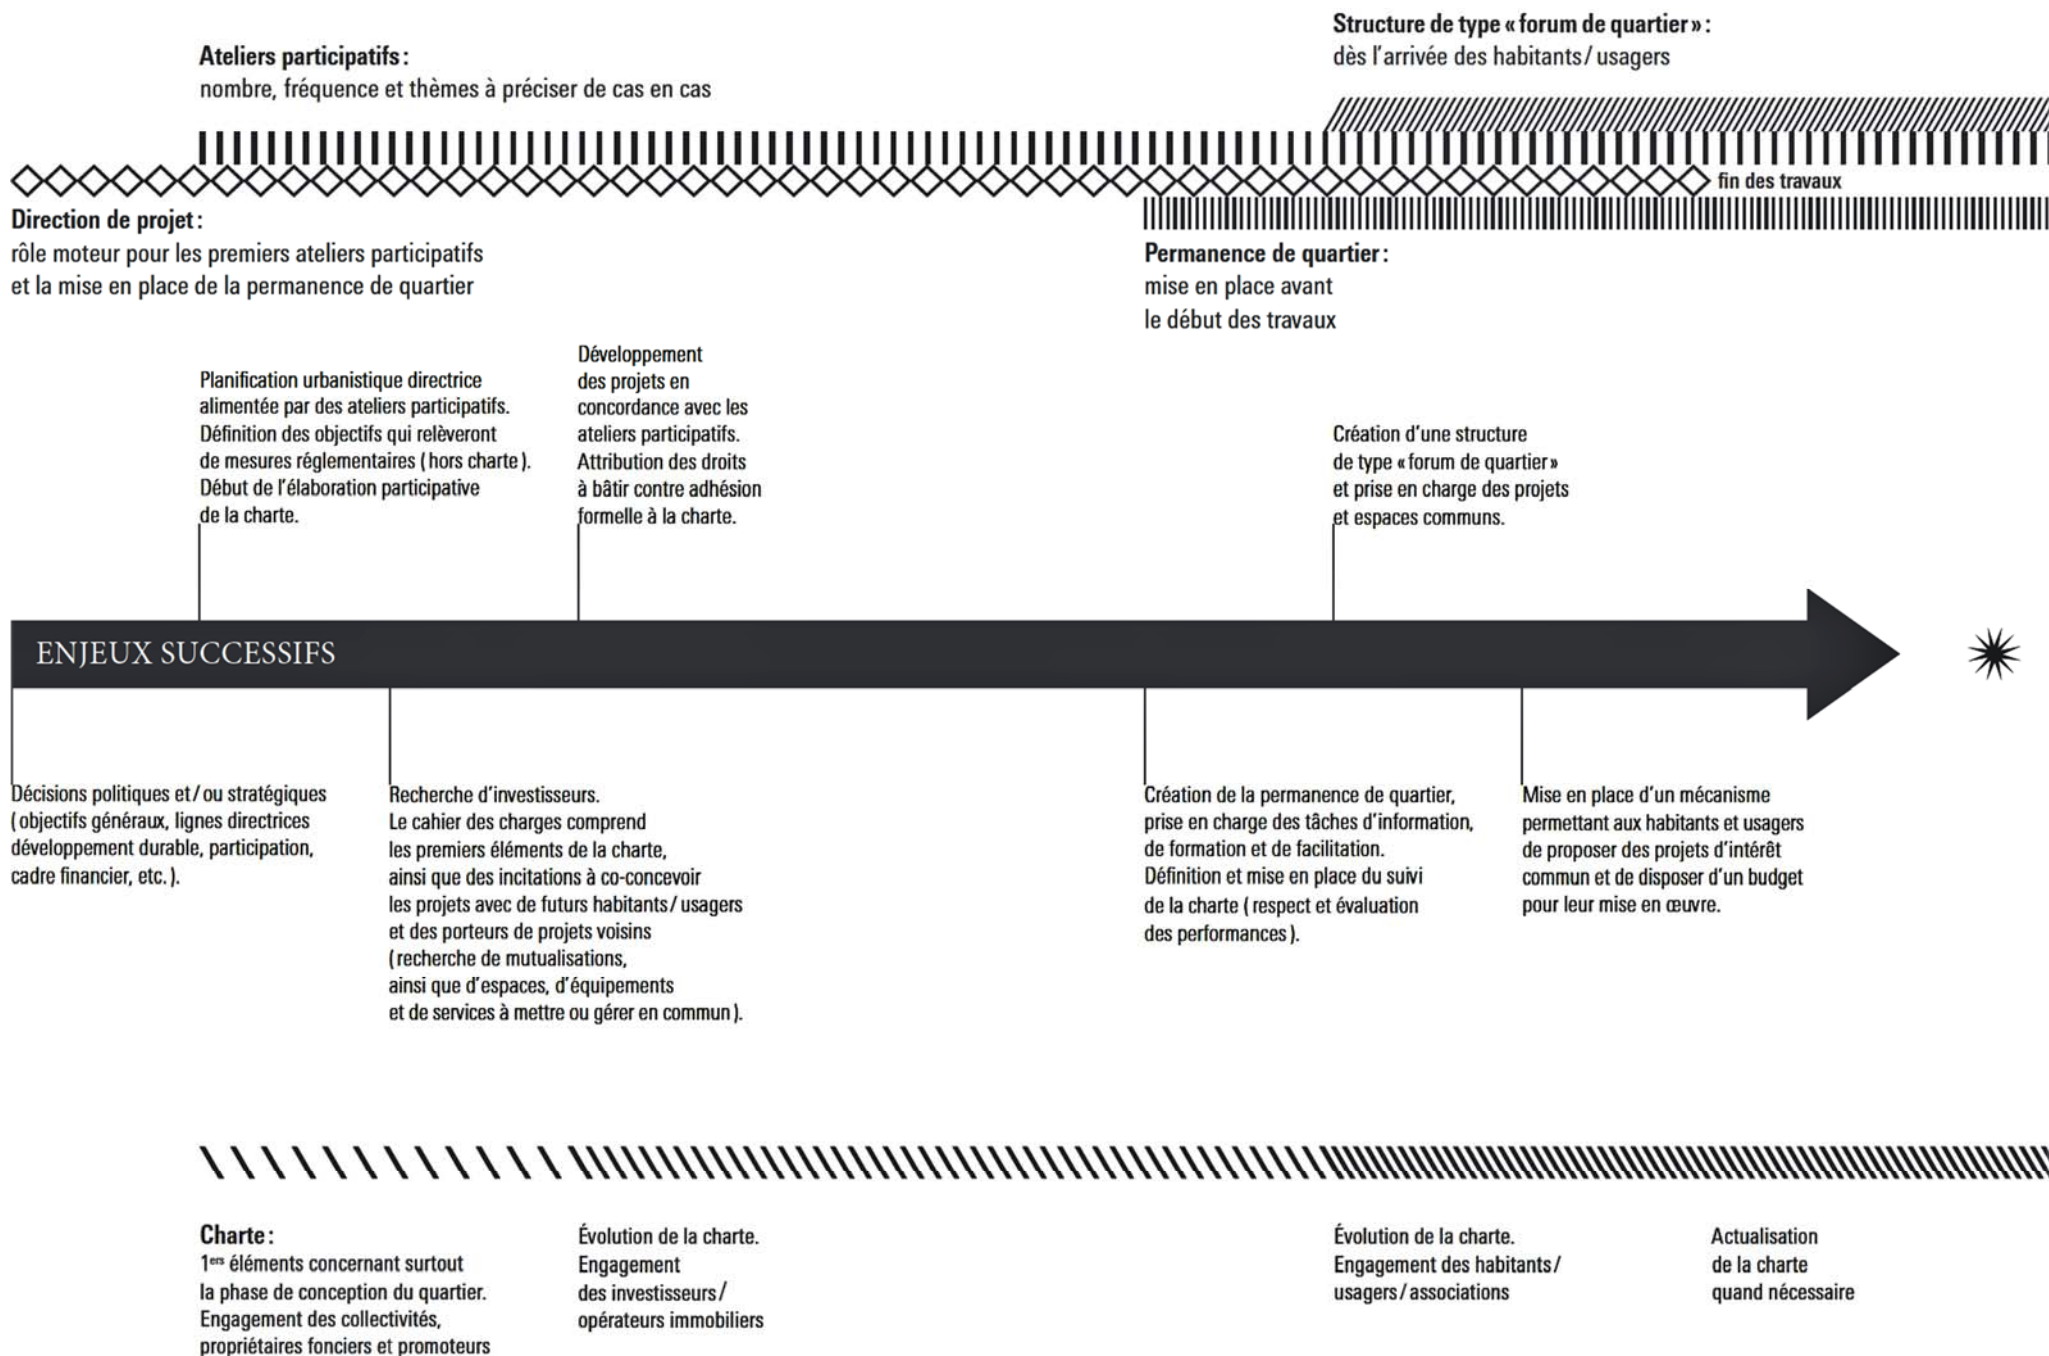 Structure de type « forum de quartier » :
dès l'arrivée des habitants / usagers
Ateliers participatifs :
nombre, fréquence et thèmes à préciser de cas en cas
fin des travaux
Direction de projet :
rôle moteur pour les premiers ateliers participatifs
et la mise en place de la permanence de quartier
Permanence de quartier :
mise en place avant
le début des travaux
Planification urbanistique directrice
alimentée par des ateliers participatifs.
Définition des objectifs qui relèveront
de mesures réglementaires ( hors charte ).
Début de l'élaboration participative
de la charte.
Développement
des projets en
concordance avec les
ateliers participatifs.
Attribution des droits
à bâtir contre adhésion
formelle à la charte.
Création d'une structure
de type « forum de quartier »
et prise en charge des projets
et espaces communs.
ENJEUX SUCCESSIFS
Décisions politiques et / ou stratégiques
( objectifs généraux, lignes directrices
développement durable, participation,
cadre financier, etc. ).
Recherche d'investisseurs.
Le cahier des charges comprend
les premiers éléments de la charte,
ainsi que des incitations à co-concevoir
les projets avec de futurs habitants / usagers
et des porteurs de projets voisins
( recherche de mutualisations,
ainsi que d'espaces, d'équipements
et de services à mettre ou gérer en commun ).
Création de la permanence de quartier,
prise en charge des tâches d'information,
de formation et de facilitation.
Définition et mise en place du suivi
de la charte ( respect et évaluation
des performances ).
Mise en place d'un mécanisme
permettant aux habitants et usagers
de proposer des projets d'intérêt
commun et de disposer d'un budget
pour leur mise en œuvre.
Charte :
1ers éléments concernant surtout
la phase de conception du quartier.
Engagement des collectivités,
propriétaires fonciers et promoteurs
Évolution de la charte.
Engagement
des investisseurs /
opérateurs immobiliers
Évolution de la charte.
Engagement des habitants /
usagers / associations
Actualisation
de la charte
quand nécessaire